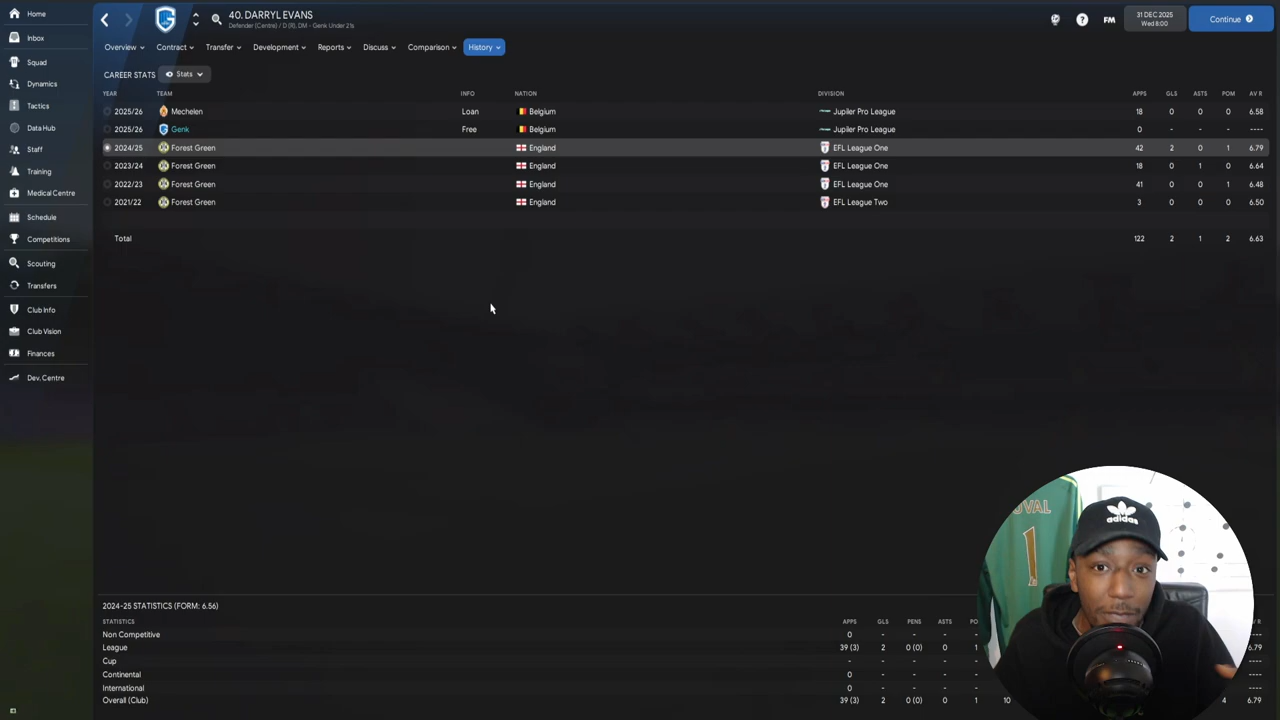 Home
Inbox
Squad
Dynamics
Tactics
Data Hub
Staff
Training
Medical Centre
Schedule
Competitions
Scouting
Transfers
Club Info
Club Vision
Finances
Dev. Centre
40. DARRYL EVANS
Defender (Centre) / D (R), DM - Genk Under 21s
FM
31 DEC 2025
Wed 8:00
Continue
Overview Contract Transfer Development Reports Discuss Comparison History
CAREER STATS Stats
YEAR TEAM INFO NATION DIVISION APPS GLS ASTS POM AV R
2025/26 Mechelen Loan Belgium Jupiler Pro League 18 0 0 0 6.58
2025/26 Genk Free Belgium Jupiler Pro League 0 - - - ----
2024/25 Forest Green England EFL League One 42 2 0 1 6.79
2023/24 Forest Green England EFL League One 18 0 1 0 6.64
2022/23 Forest Green England EFL League One 41 0 0 1 6.48
2021/22 Forest Green England EFL League Two 3 0 0 0 6.50
Total 122 2 1 2 6.63
2024-25 STATISTICS (FORM: 6.56)
STATISTICS APPS GLS PENS ASTS AV R
Non Competitive 0 - - - - ----
League 39 (3) 2 0 (0) 0 1 6.79
Cup - - - - - ----
Continental 0 - - - - ----
International 0 - - - - ----
Overall (Club) 39 (3) 2 0 (0) 0 1 10 4 6.79
adidas
1